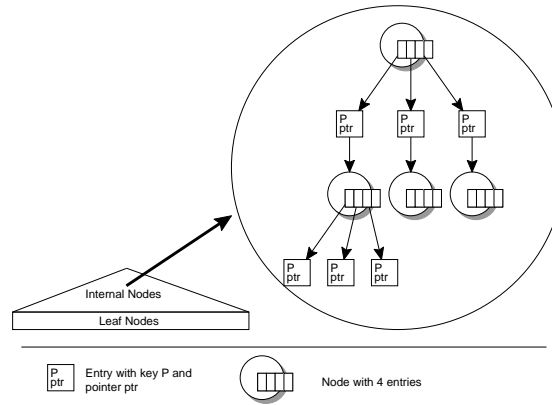 P
ptr
P
ptr
P
ptr
P
ptr
P
ptr
P
ptr
Internal Nodes
Leaf Nodes
P
ptr
Entry with key P and
pointer ptr
Node with 4 entries